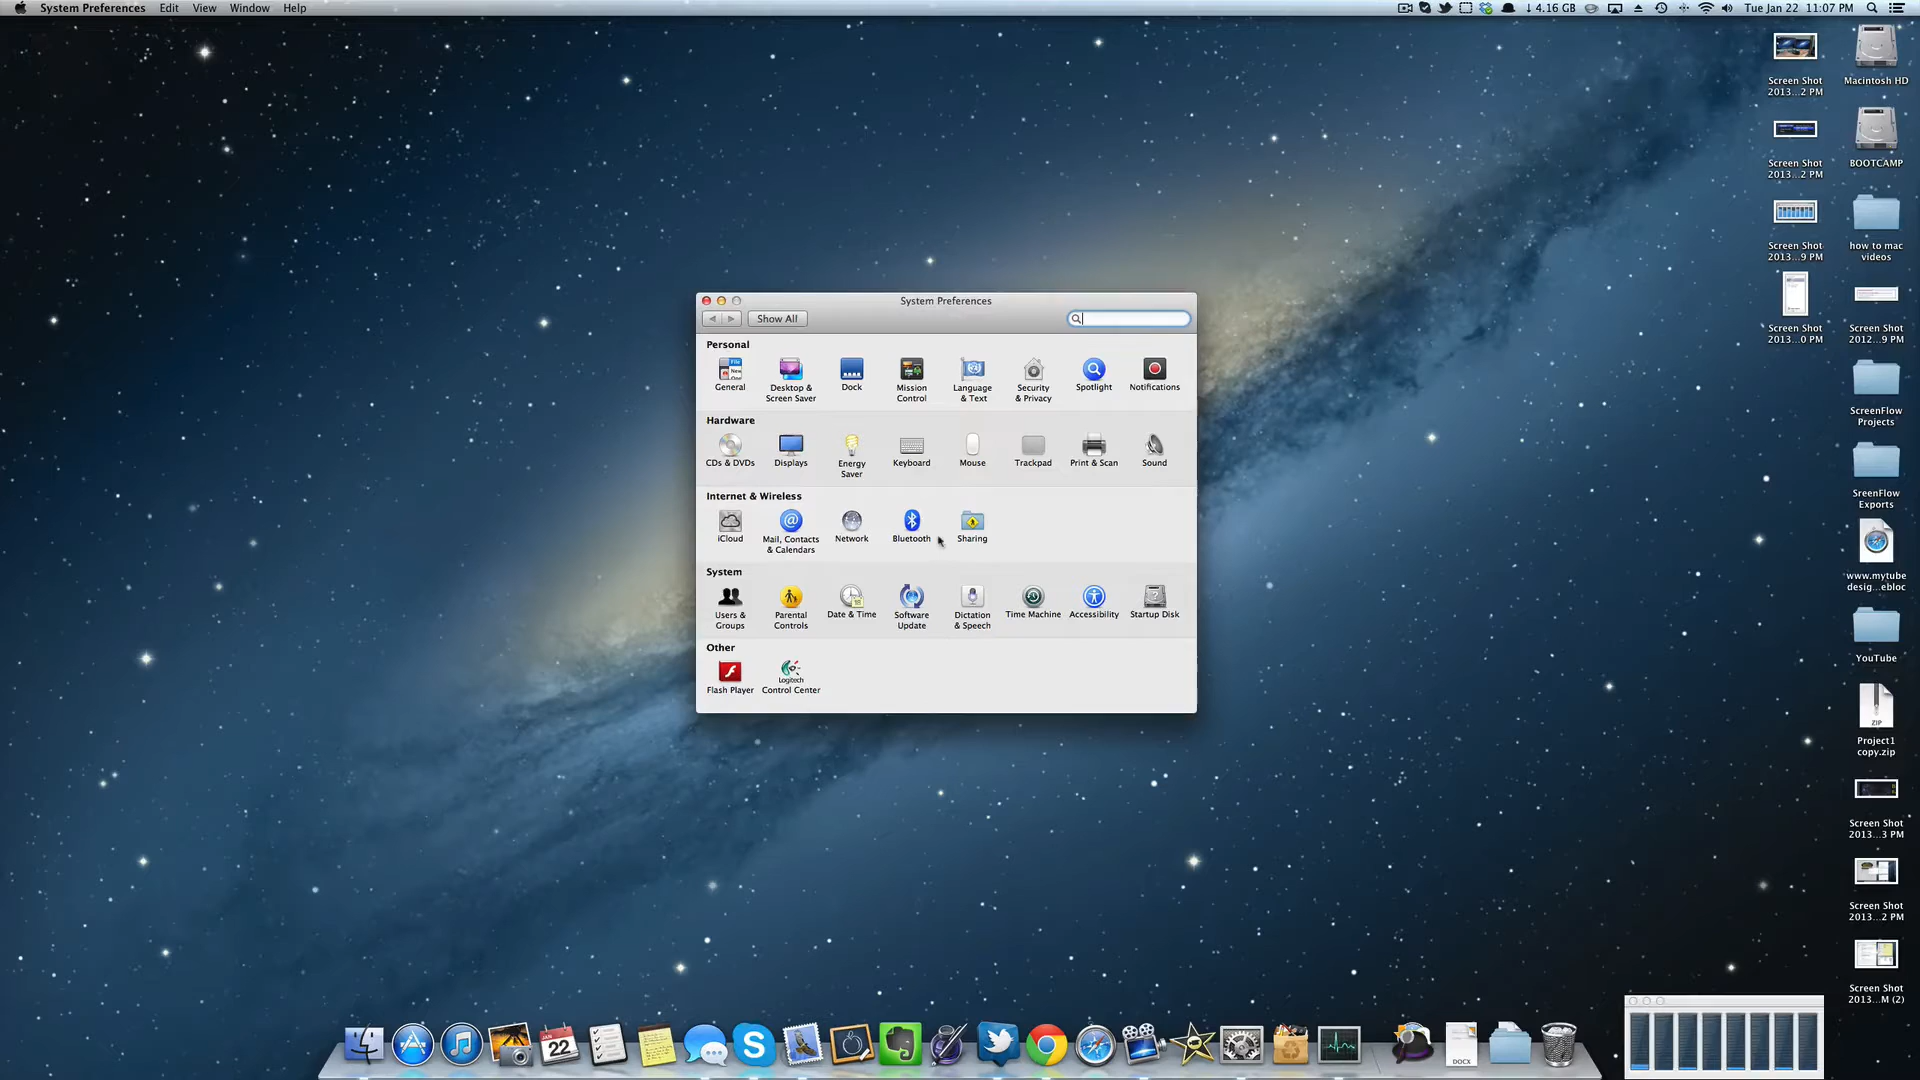 System Preferences Edit View Window Help
4.16 GB Tue Jan 22 11:07 PM
Screen Shot
2013...2 PM
Macintosh HD
Screen Shot
2013...2 PM
BOOTCAMP
Screen Shot
2013...9 PM
how to mac
videos
Screen Shot
2013...0 PM
Screen Shot
2012...9 PM
ScreenFlow
Projects
SreenFlow
Exports
www.mytube
desig...ebloc
YouTube
ZIP
Project1
copy.zip
Screen Shot
2013...3 PM
Screen Shot
2013...2 PM
Screen Shot
2013...M (2)
System Preferences
Show All
Personal
General
Desktop &
Screen Saver
Dock
Mission
Control
Language
& Text
Security
& Privacy
Spotlight
Notifications
Hardware
CDs & DVDs
Displays
Energy
Saver
Keyboard
Mouse
Trackpad
Print & Scan
Sound
Internet & Wireless
iCloud
Mail, Contacts
& Calendars
Network
Bluetooth
Sharing
System
Users &
Groups
Parental
Controls
Date & Time
Software
Update
Dictation
& Speech
Time Machine
Accessibility
Startup Disk
Other
Flash Player
Logitech
Control Center
JAN
22
DOCX